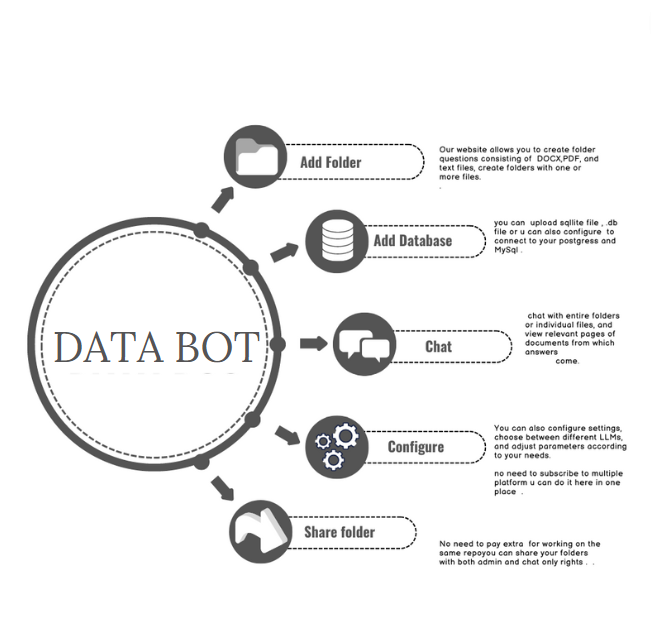 Add Folder
Our website allows you to create folder
questions consisting of DOCX,PDF, and
text files, create folders with one or
more files.
.
Add Database
you can upload sqllite file , .db
file or u can also configure to
connect to your postgress and
MySql .
DATA BOT
Chat
chat with entire folders
or individual files, and
view relevant pages of
documents from which
answers
come.
Configure
You can also configure settings,
choose between different LLMs,
and adjust parameters according
to your needs.
no need to subscribe to multiple
platform u can do it here in one
place .
Share folder
No need to pay extra for working on the
same repoyou can share your folders
with both admin and chat only rights . .